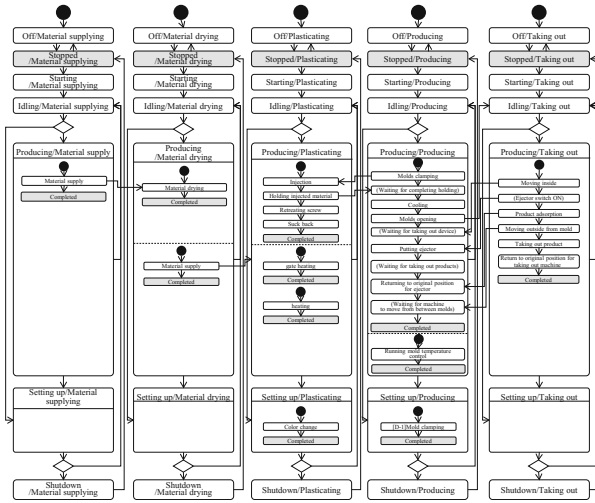 Off/Material supplying
Stopped
/Material supplying
Starting
/Material supplying
Idling/Material supplying
Producing/Material supply
Material supply
Completed
Setting up/Material
supplying
Shutdown
/Material supplying
Off/Material drying
Stopped
/Material drying
Starting
/Material drying
Idling/Material drying
Producing
/Material drying
Material drying
Completed
Material supply
Completed
Setting up/Material drying
Shutdown
/Material drying
Off/Plasticating
Stopped/Plasticating
Starting/Plasticating
Idling/Plasticating
Producing/Plasticating
Injection
Holding injected material
Retreating screw
Suck back
Completed
gate heating
Completed
heating
Completed
Setting up/Plasticating
Color change
Completed
Shutdown/Plasticating
Off/Producing
Stopped/Producing
Starting/Producing
Idling/Producing
Producing/Producing
Molds clamping
(Waiting for completing holding)
Cooling
Molds opening
(Waiting for taking out device)
Putting ejector
(Waiting for taking out products)
Returning to original position
for ejector
(Waiting for machine
to move from between molds)
Completed
Running mold temperature
control
Completed
Setting up/Producing
[D-1]Mold clamping
Completed
Shutdown/Producing
Off/Taking out
Stopped/Taking out
Starting/Taking out
Idling/Taking out
Producing/Taking out
Moving inside
(Ejector switch ON)
Product adsorption
Moving outside from mold
Taking out product
Return to original position for
taking out machine
Completed
Setting up/Taking out
Shutdown/Taking out